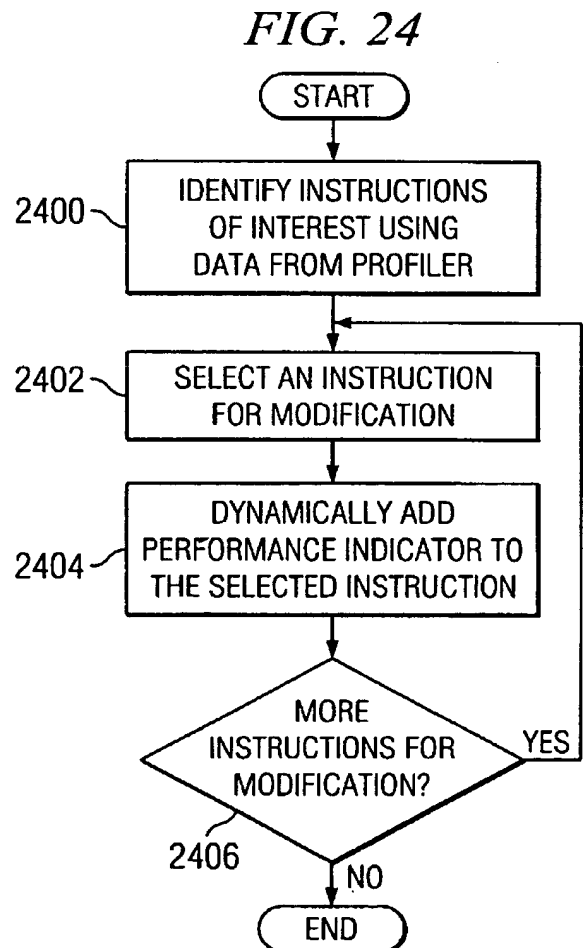 FIG. 24
START
2400
IDENTIFY INSTRUCTIONS
OF INTEREST USING
DATA FROM PROFILER
2402
SELECT AN INSTRUCTION
FOR MODIFICATION
2404
DYNAMICALLY ADD
PERFORMANCE INDICATOR TO
THE SELECTED INSTRUCTION
MORE
INSTRUCTIONS FOR
MODIFICATION?
YES
2406
NO
END